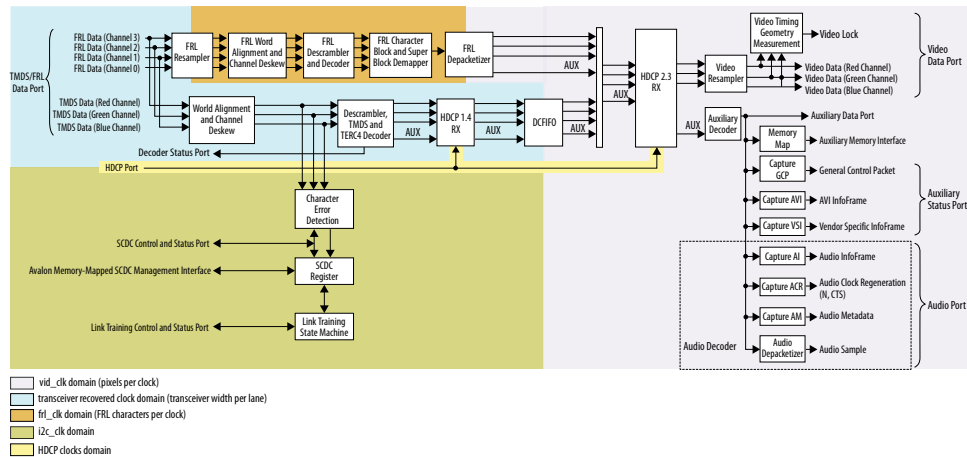 FRL Data (Channel 3)
FRL Data (Channel 2)
FRL Data (Channel 1)
FRL Data (Channel 0)
TMDS/FRL
Data Port
TMDS Data (Red Channel)
TMDS Data (Green Channel)
TMDS Data (Blue Channel)
FRL
Resampler
FRL Word
Alignment and
Channel Deskew
FRL
Descrambler
and Decoder
FRL Character
Block and Super
Block Demapper
FRL
Depacketizer
AUX
World Alignment
and Channel
Deskew
Descrambler,
TMDS and
TERC4 Decoder
AUX
HDCP 1.4
RX
AUX
DCFIFO
AUX
AUX
HDCP 2.3
RX
Video
Resampler
Video Timing
Geometry
Measurement
Video Lock
Video Data (Red Channel)
Video Data (Green Channel)
Video Data (Blue Channel)
Video
Data Port
AUX
Auxiliary
Decoder
Auxiliary Data Port
Decoder Status Port
HDCP Port
Memory
Map
Auxiliary Memory Interface
Capture
GCP
General Control Packet
Capture AVI
AVI InfoFrame
Capture VSI
Vendor Specific InfoFrame
Auxiliary
Status Port
Character
Error
Detection
SCDC Control and Status Port
SCDC
Register
Avalon Memory-Mapped SCDC Management Interface
Link Training
State Machine
Link Training Control and Status Port
Capture AI
Audio InfoFrame
Capture ACR
Audio Clock Regeneration
(N, CTS)
Capture AM
Audio Metadata
Audio
Depacketizer
Audio Sample
Audio Decoder
Audio Port
vid_clk domain (pixels per clock)
transceiver recovered clock domain (transceiver width per lane)
frl_clk domain (FRL characters per clock)
i2c_clk domain
HDCP clocks domain